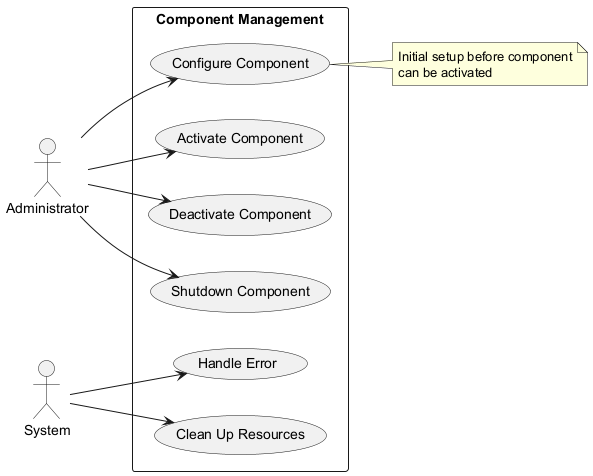 Component Management
Configure Component
Initial setup before component
can be activated
Activate Component
Administrator
Deactivate Component
Shutdown Component
Handle Error
System
Clean Up Resources